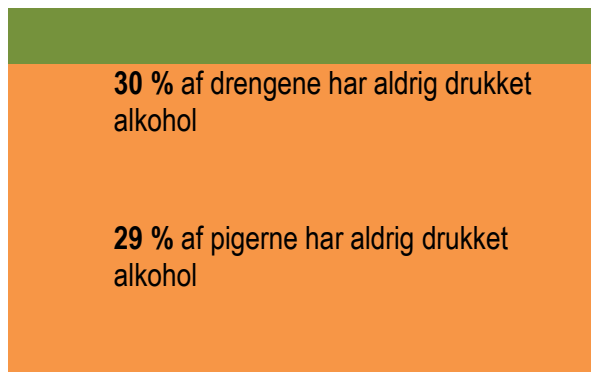 30 % af drengene har aldrig drukket
alkohol
29 % af pigerne har aldrig drukket
alkohol